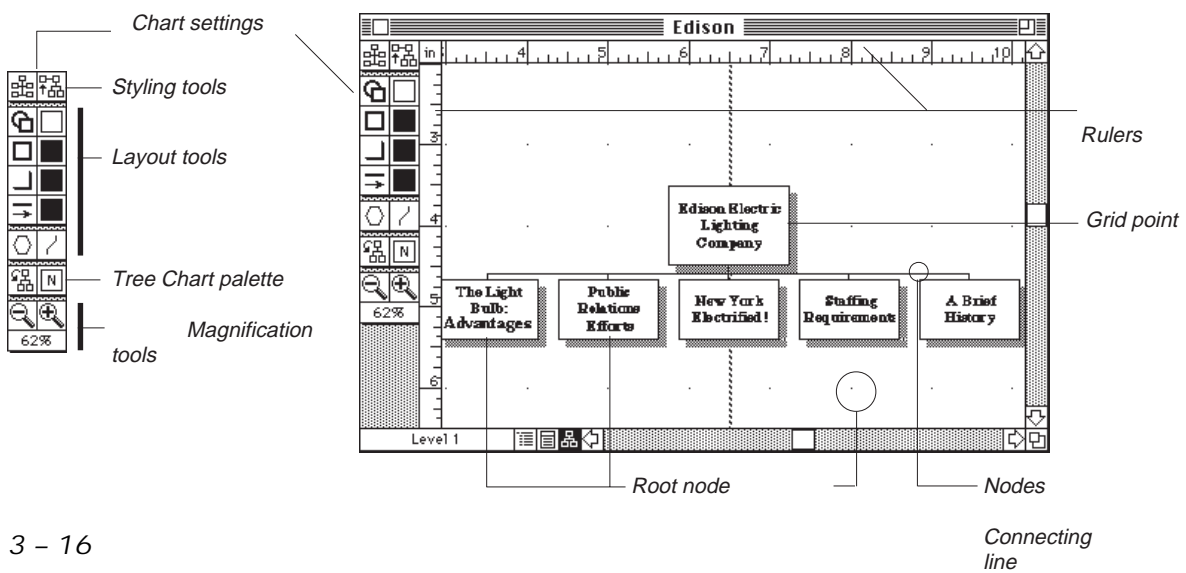 Chart settings
Styling tools
Layout tools
N
Tree Chart palette
Magnification
tools
62%
Edison
in 4 5 6 7 8 9 10
3
4
5
6
N
62%
Edison Electric
Lighting
Company
The Light
Bulb:
Advantages
Public
Relations
Efforts
New York
Electrified!
Staffing
Requirements
A Brief
History
Level 1
Rulers
Grid point
Root node
Nodes
Connecting
line
3 – 16